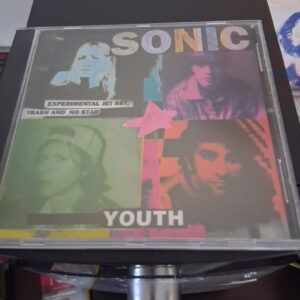 SONIC
EXPERIMENTAL JET SET,
TRASH AND NO STAR
YOUTH